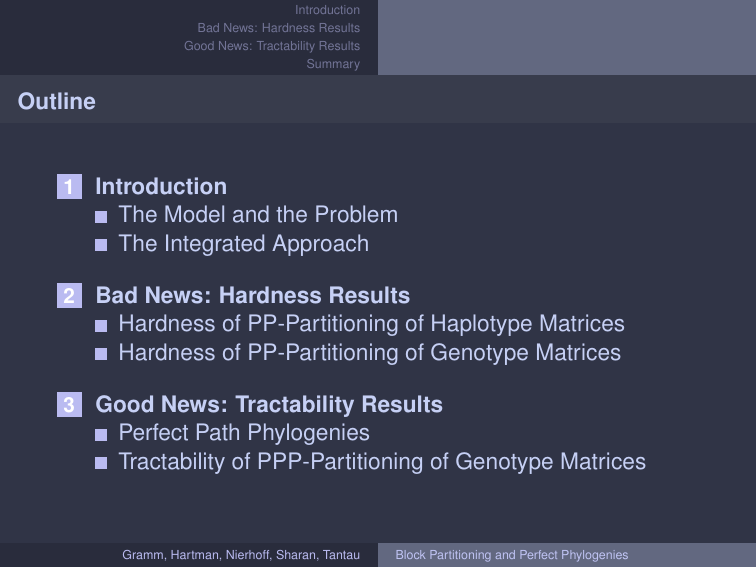 Introduction
Bad News: Hardness Results
Good News: Tractability Results
Summary
Outline
1 Introduction
The Model and the Problem
The Integrated Approach
2 Bad News: Hardness Results
Hardness of PP-Partitioning of Haplotype Matrices
Hardness of PP-Partitioning of Genotype Matrices
3 Good News: Tractability Results
Perfect Path Phylogenies
Tractability of PPP-Partitioning of Genotype Matrices
Gramm, Hartman, Nierhoff, Sharan, Tantau
Block Partitioning and Perfect Phylogenies